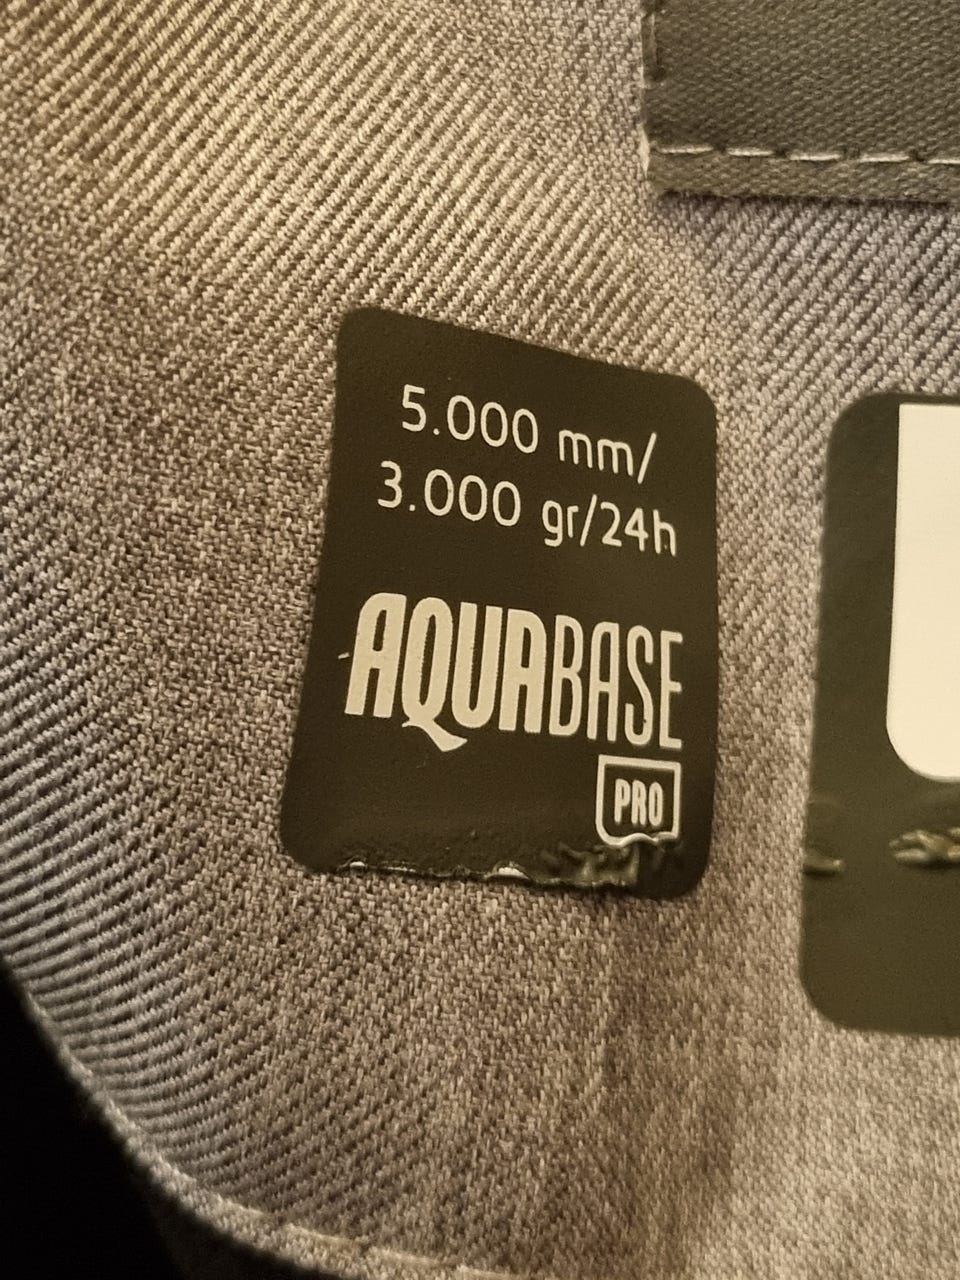 5.000 mm/
3.000 gr/24h
AQUABASE
PRO